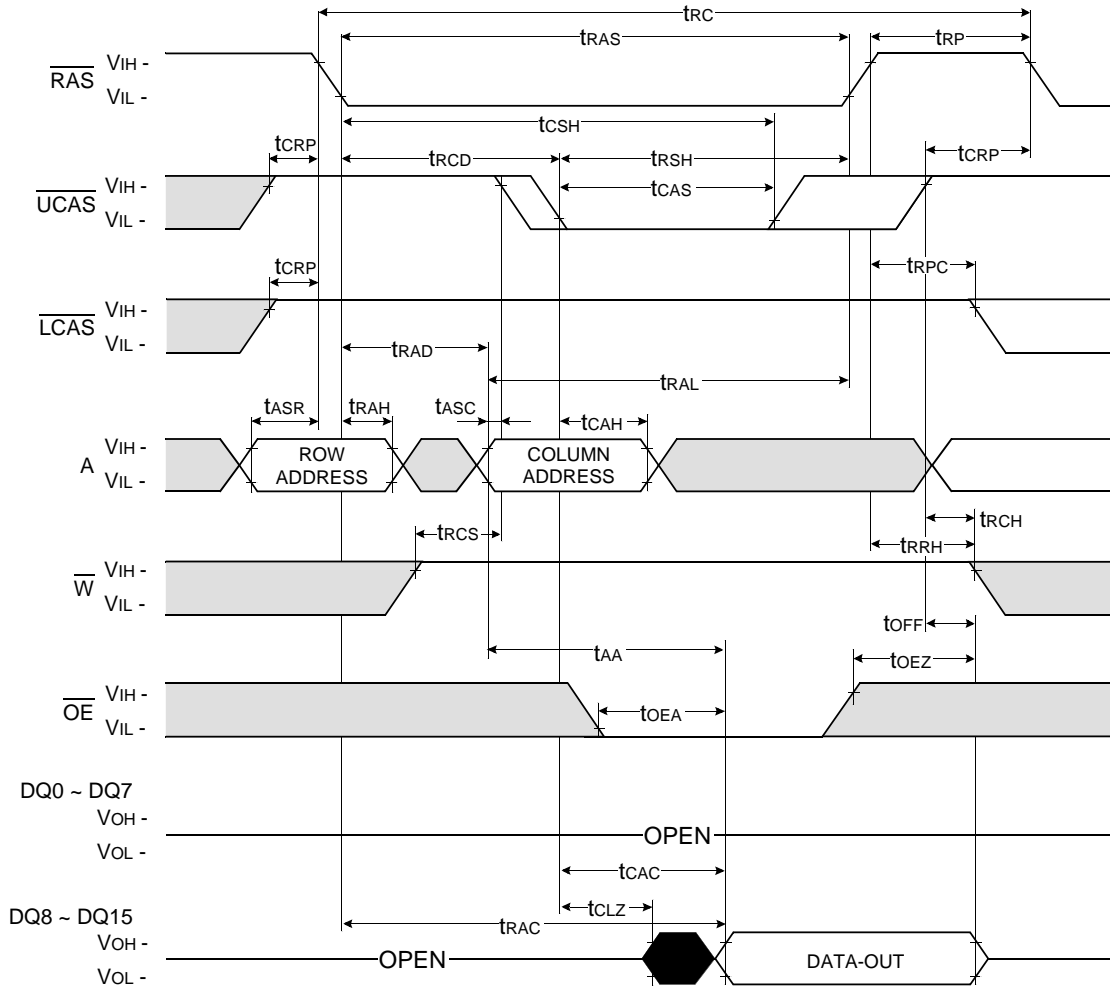 tRC
tRAS
tRP
RAS
VIH -
VIL -
tCSH
tCRP
tRCD
tRSH
tCRP
UCAS
VIH -
VIL -
tCAS
tCRP
tRPC
LCAS
VIH -
VIL -
tRAD
tRAL
tASR
tRAH
tASC
tCAH
A
VIH -
VIL -
ROW
ADDRESS
COLUMN
ADDRESS
tRCS
tRCH
tRRH
W
VIH -
VIL -
tOFF
tAA
tOEZ
OE
VIH -
VIL -
tOEA
DQ0 ~ DQ7
VOH -
VOL -
OPEN
tCAC
tCLZ
tRAC
DQ8 ~ DQ15
VOH -
VOL -
OPEN
DATA-OUT